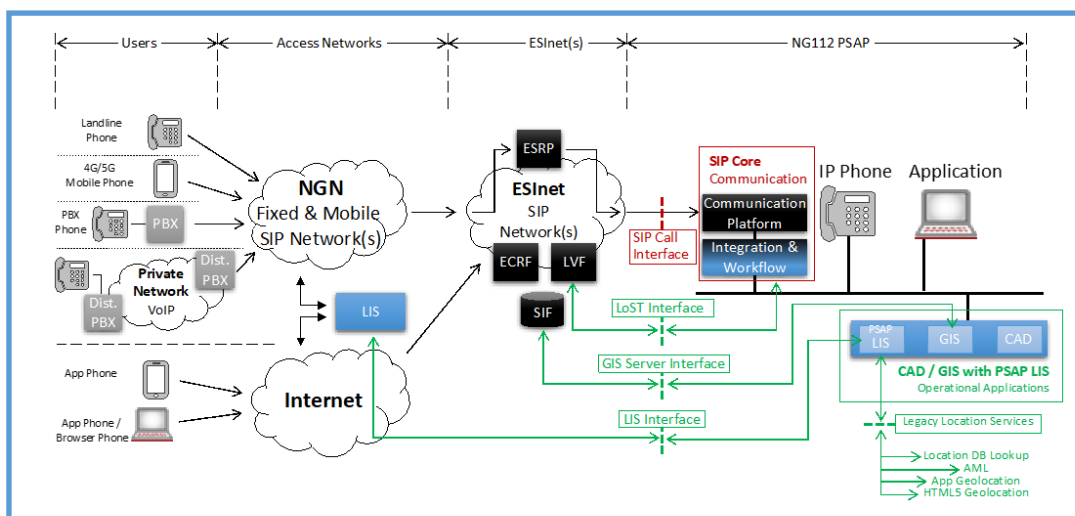 Users
Access Networks
ESInet(s)
NG112 PSAP
Landline
Phone
4G/5G
Mobile Phone
PBX
Phone
PBX
Dist.
PBX
Private
Network
VoIP
Dist.
PBX
App Phone
App Phone /
Browser Phone
NGN
Fixed & Mobile
SIP Network(s)
LIS
Internet
ESRP
ESInet
SIP
Network(s)
ECRF
LVF
SIF
SIP Call
Interface
SIP Core
Communication
Communication
Platform
Integration &
Workflow
IP Phone
Application
LoST Interface
GIS Server Interface
LIS Interface
PSAP
LIS
GIS
CAD
CAD / GIS with PSAP LIS
Operational Applications
Legacy Location Services
Location DB Lookup
AML
App Geolocation
HTML5 Geolocation